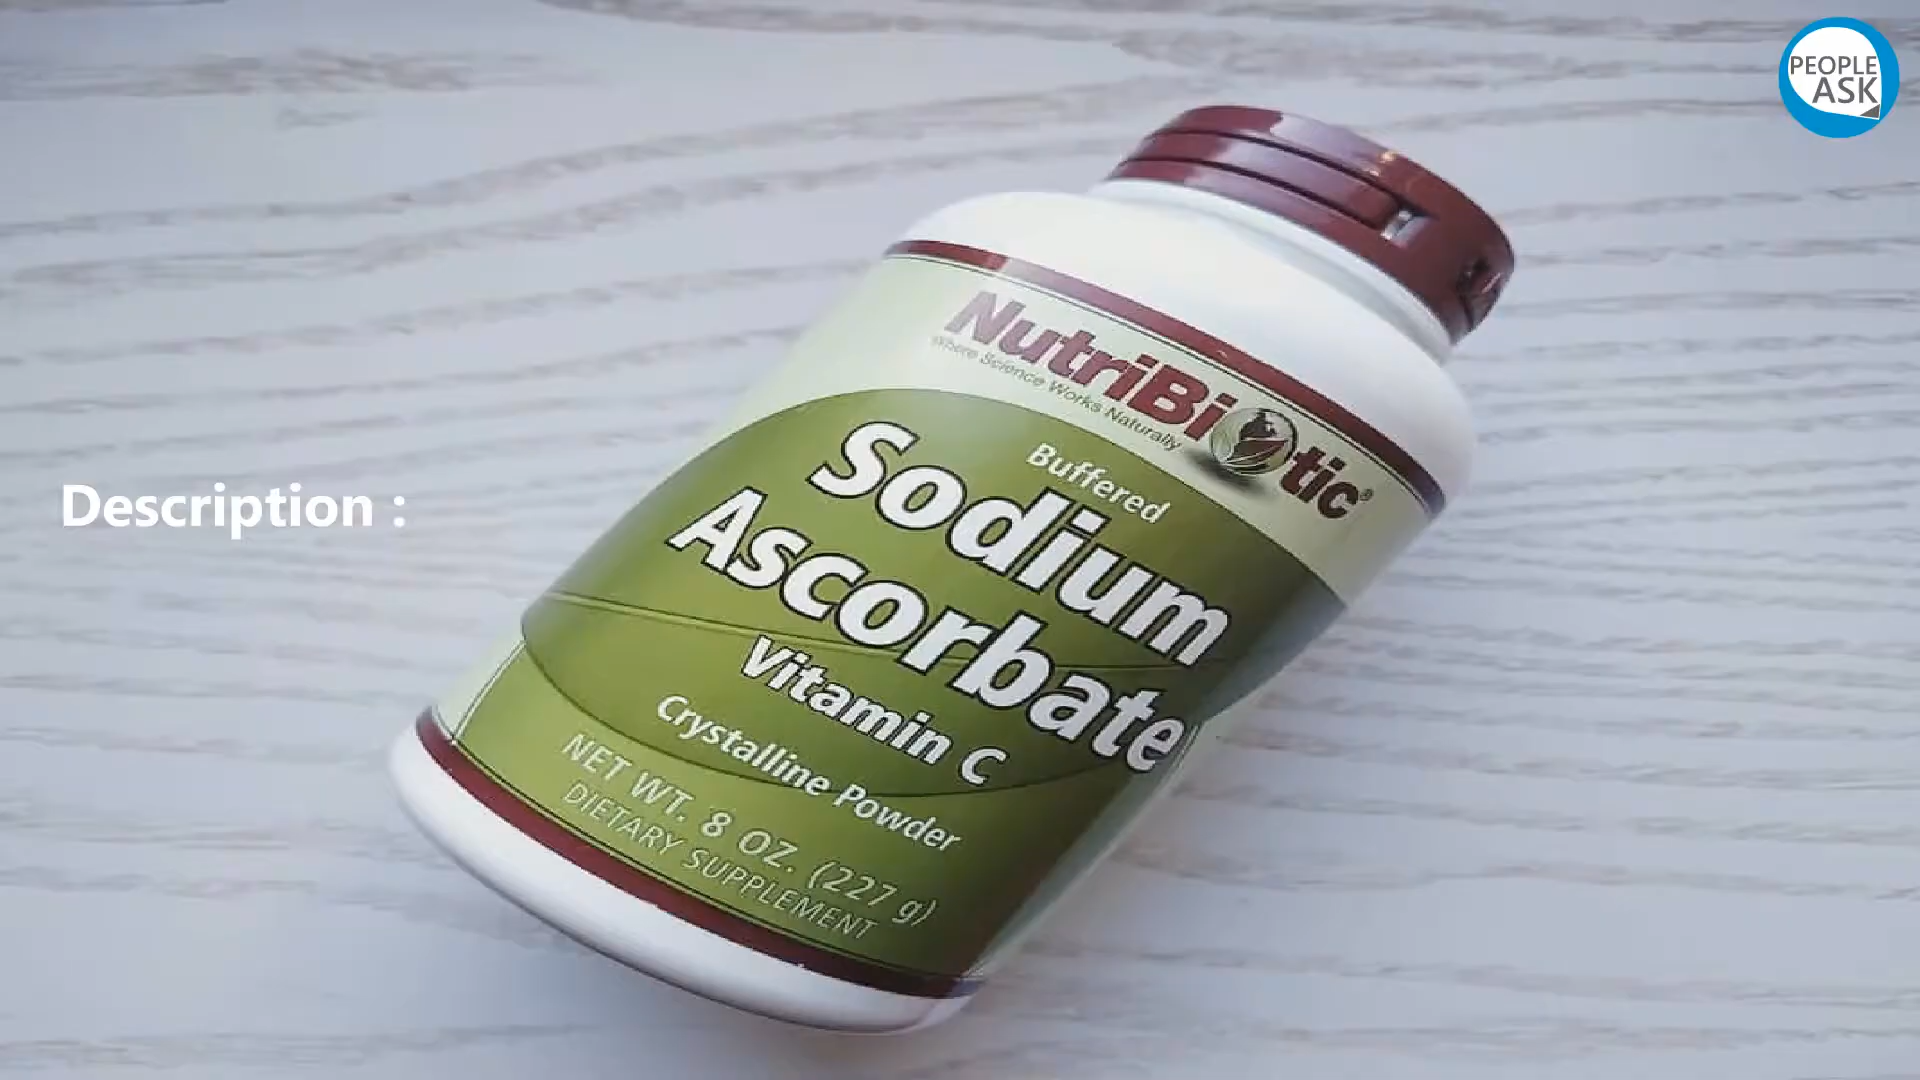 PEOPLE
ASK
NutriBiotic®
Where Science Works Naturally
Buffered
Sodium
Ascorbate
Vitamin C
Crystalline Powder
NET WT. 8 OZ. (227 g)
DIETARY SUPPLEMENT
Description :